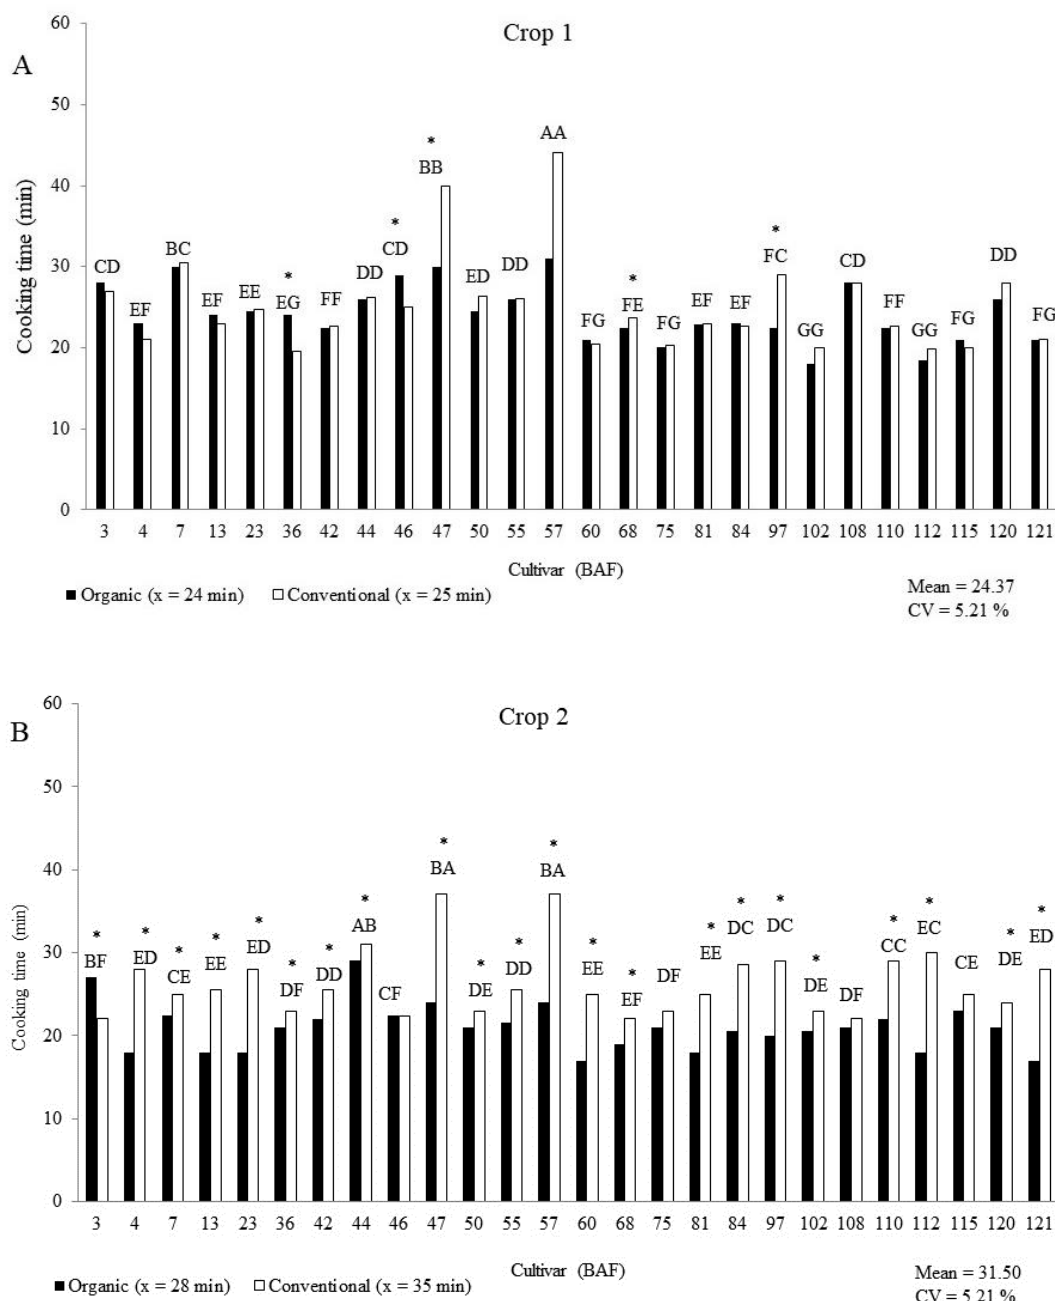 Crop 1
A
Cooking time (min)
60
50
40
30
20
10
0
CD EF BC EF EE * EG FF DD * CD * BB ED DD AA FG * FE FG EF EF * FC GG CD FF GG FG DD FG
3 4 7 13 23 36 42 44 46 47 50 55 57 60 68 75 81 84 97 102 108 110 112 115 120 121
Cultivar (BAF)
■ Organic (x = 24 min) □ Conventional (x = 25 min)
Mean = 24.37
CV = 5.21 %
Crop 2
B
Cooking time (min)
60
50
40
30
20
10
0
* BF * ED * CE * EE * ED * DF * DD * AB CF * BA * DE * DD * BA * EE * EF DF * EE * DC * DC * DE DF * CC * EC CE * DE * ED
3 4 7 13 23 36 42 44 46 47 50 55 57 60 68 75 81 84 97 102 108 110 112 115 120 121
Cultivar (BAF)
■ Organic (x = 28 min) □ Conventional (x = 35 min)
Mean = 31.50
CV = 5.21 %